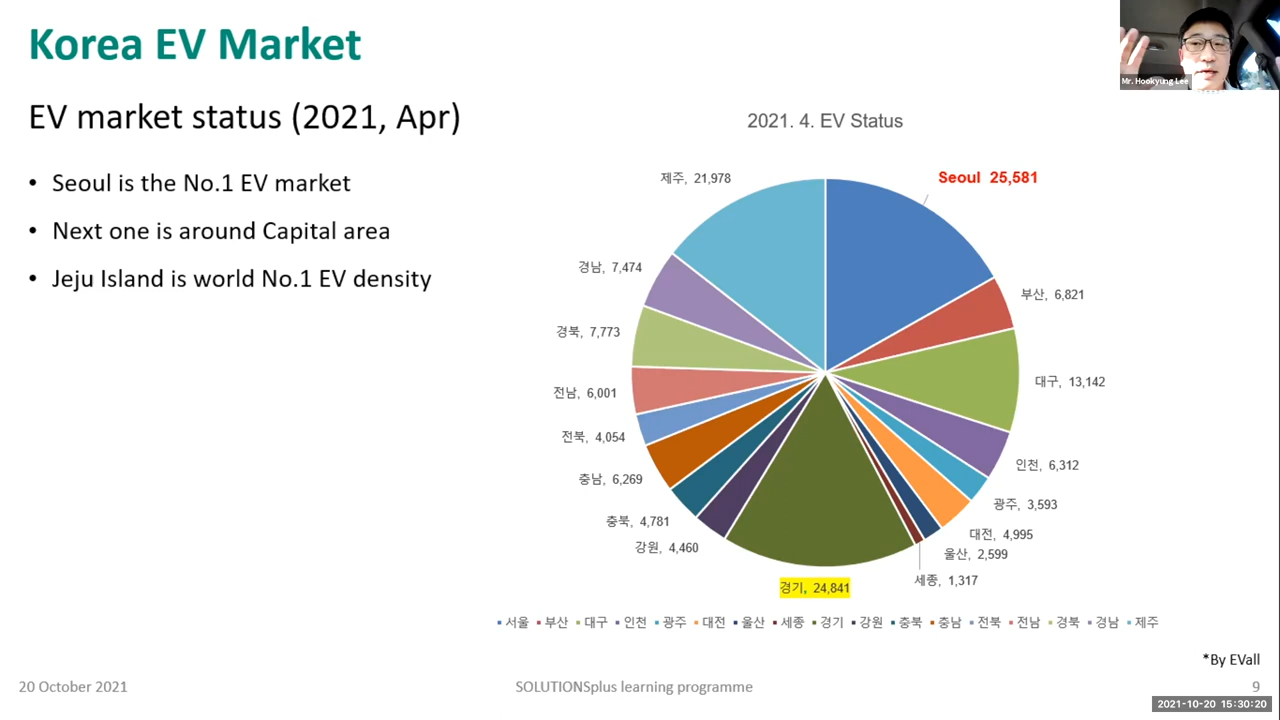 Korea EV Market
Mr. Hookyung Lee
EV market status (2021, Apr)
• Seoul is the No.1 EV market
• Next one is around Capital area
• Jeju Island is world No.1 EV density
2021. 4. EV Status
Seoul 25,581
부산, 6,821
대구, 13,142
인천, 6,312
광주, 3,593
대전, 4,995
울산, 2,599
세종, 1,317
경기, 24,841
강원, 4,460
충북, 4,781
충남, 6,269
전북, 4,054
전남, 6,001
경북, 7,773
경남, 7,474
제주, 21,978
서울 부산 대구 인천 광주 대전 울산 세종 경기 강원 충북 충남 전북 전남 경북 경남 제주
*By EVall
20 October 2021
SOLUTIONSplus learning programme
9
2021-10-20 15:30:20